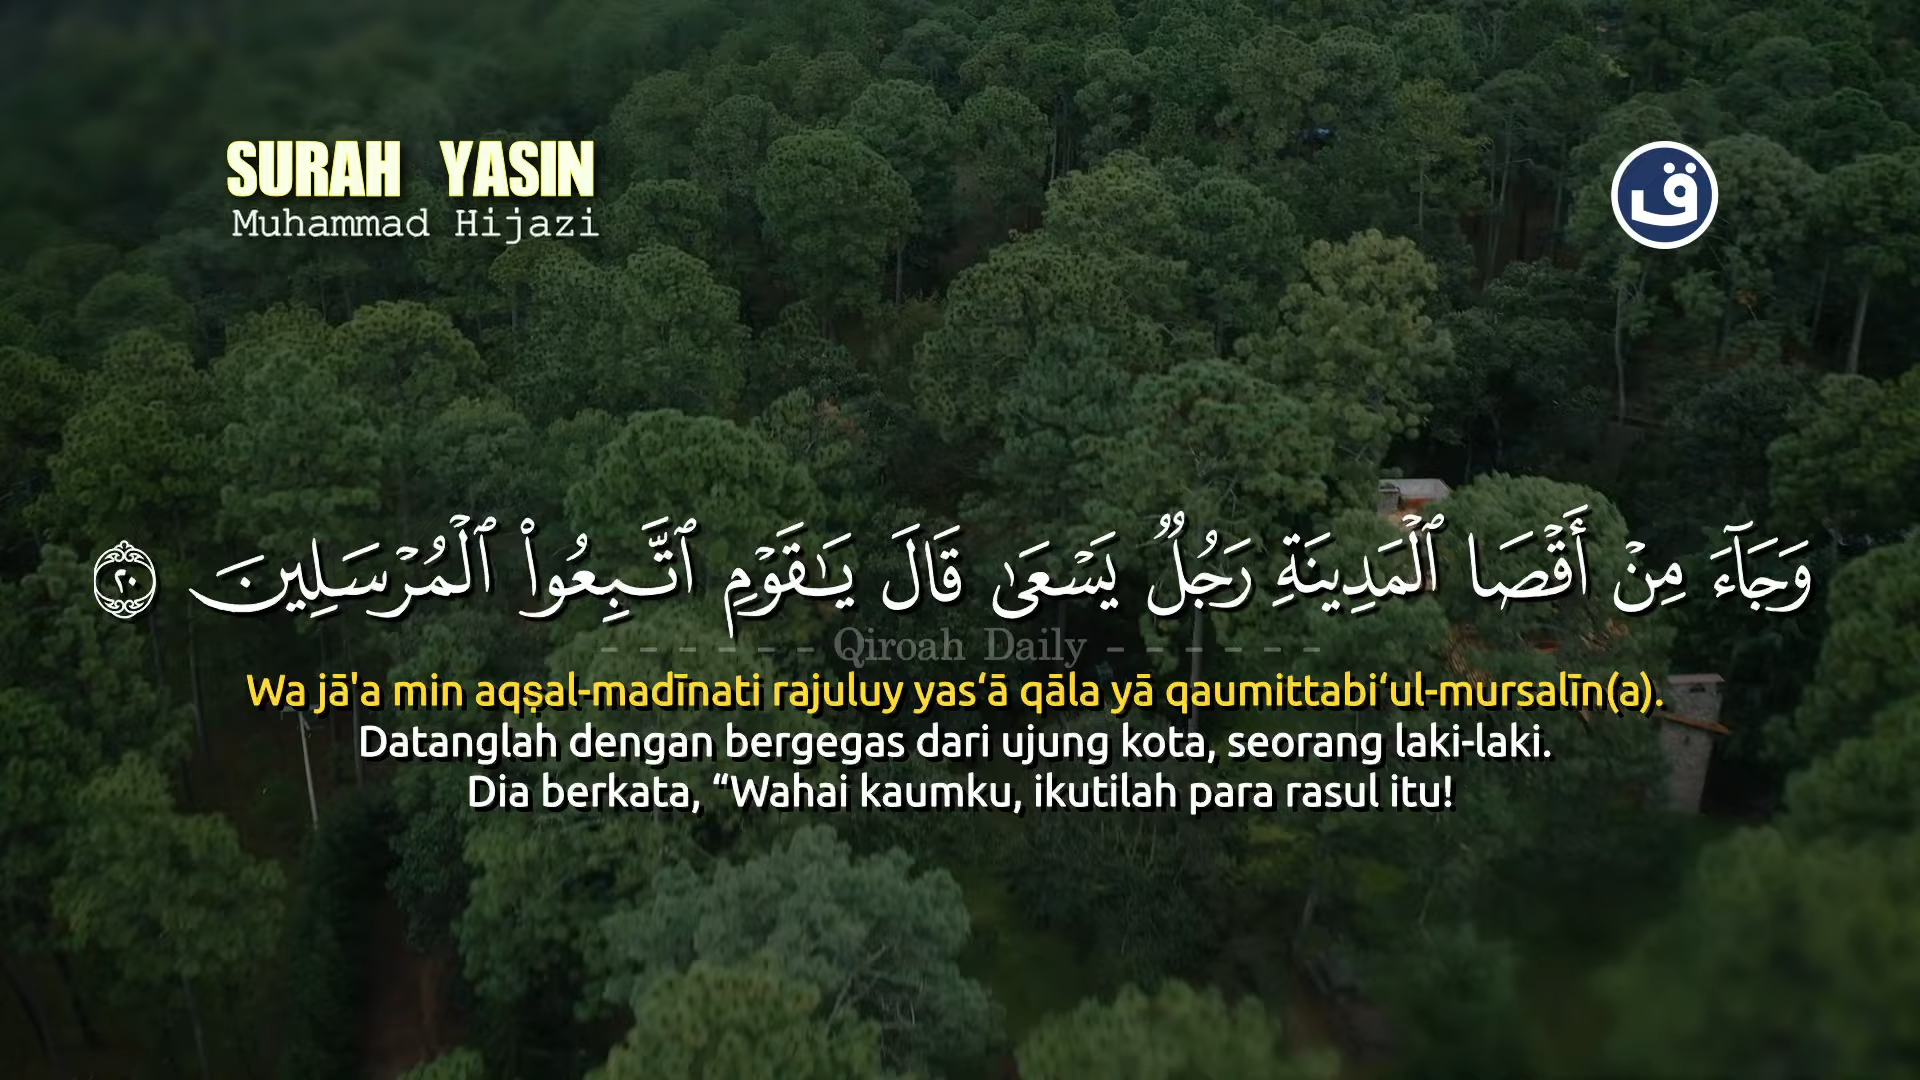 SURAH YASIN
Muhammad Hijazi
ق
وَجَآءَ مِنْ أَقْصَا ٱلْمَدِينَةِ رَجُلٌ يَسْعَىٰ قَالَ يَـٰقَوْمِ ٱتَّبِعُوا۟ ٱلْمُرْسَلِينَ ٢٠
- - - - - - Qiroah Daily - - - - - -
Wa jā'a min aqṣal-madīnati rajuluy yas‘ā qāla yā qaumittabi‘ul-mursalīn(a).
Datanglah dengan bergegas dari ujung kota, seorang laki-laki.
Dia berkata, “Wahai kaumku, ikutilah para rasul itu!